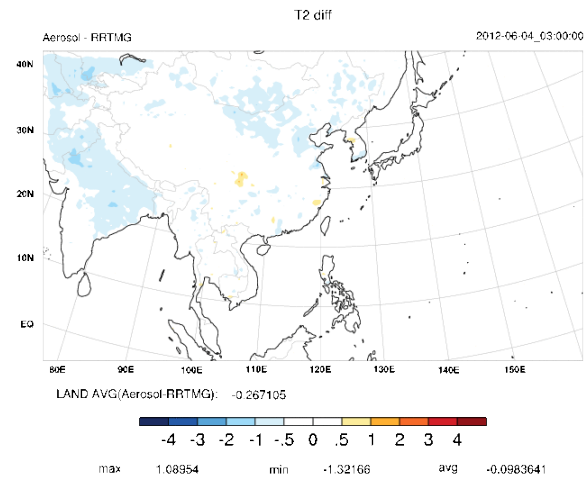 T2 diff
Aerosol - RRTMG 2012-06-04_03:00:00
40N
30N
20N
10N
EQ
80E 90E 100E 110E 120E 130E 140E 150E
LAND AVG(Aerosol-RRTMG): -0.267105
-4 -3 -2 -1 -.5 0 .5 1 2 3 4
max 1.08954 min -1.32166 avg -0.0983641